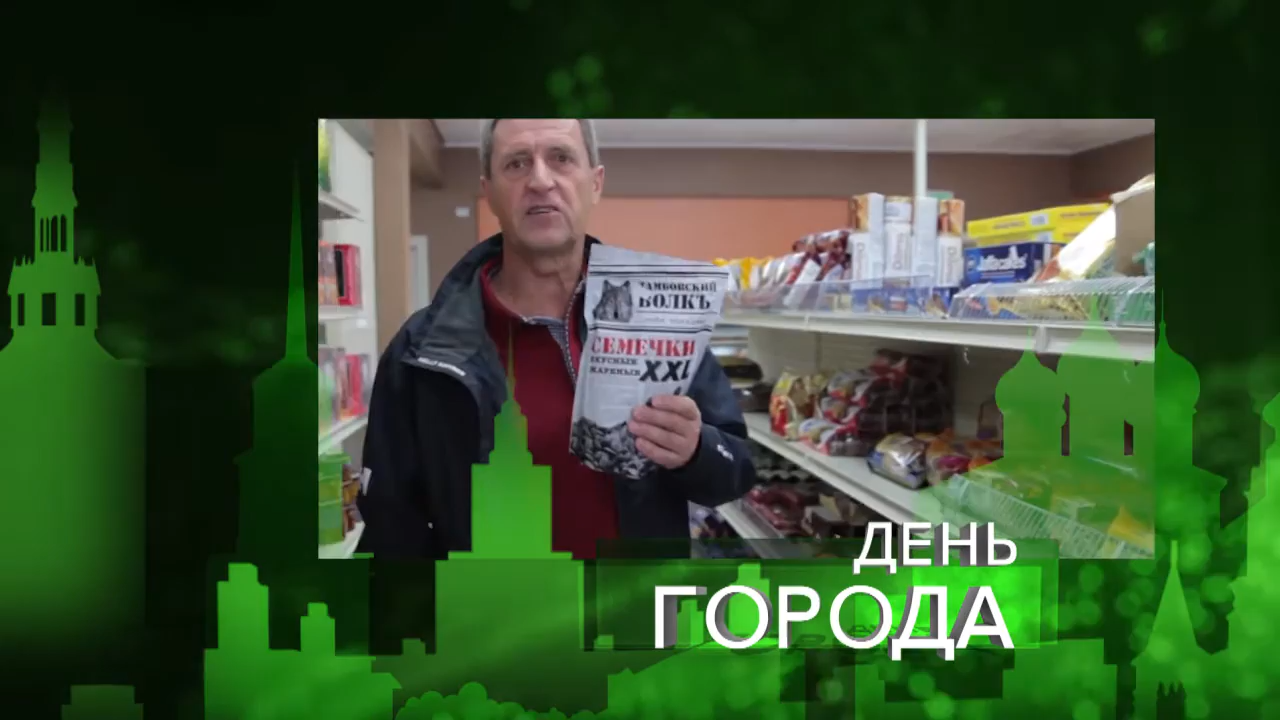 ТАМБОВСКИЙ
ВОЛКЪ
СЕМЕЧКИ
ВКУСНЫЕ
ЖАРЕНЫЕ
XXL
ДЕНЬ
ГОРОДА